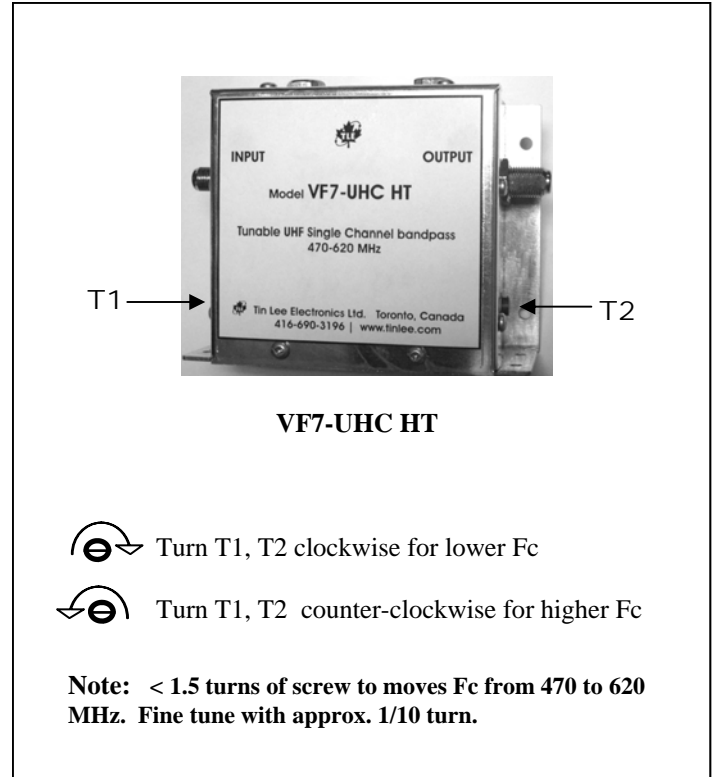 TLE
INPUT OUTPUT
Model VF7-UHC HT
Tunable UHF Single Channel bandpass
470-620 MHz
T1
T2
Tin Lee Electronics Ltd. Toronto, Canada
416-690-3196 | www.tinlee.com
VF7-UHC HT
Turn T1, T2 clockwise for lower Fc
Turn T1, T2 counter-clockwise for higher Fc
Note: < 1.5 turns of screw to moves Fc from 470 to 620
MHz. Fine tune with approx. 1/10 turn.